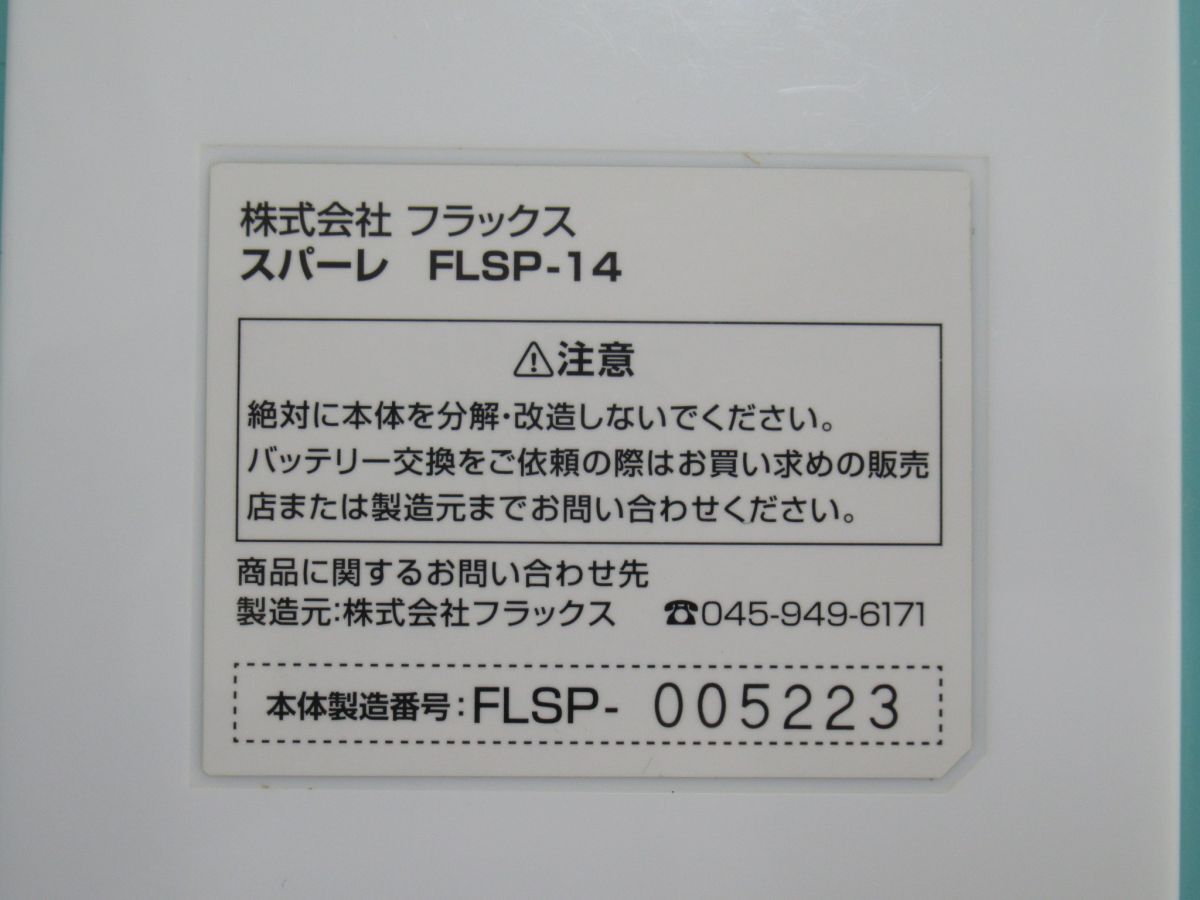 株式会社 フラックス
スパーレ FLSP-14
⚠注意
絶対に本体を分解・改造しないでください。
バッテリー交換をご依頼の際はお買い求めの販売
店または製造元までお問い合わせください。
商品に関するお問い合わせ先
製造元:株式会社フラックス ☎045-949-6171
本体製造番号:FLSP- 005223